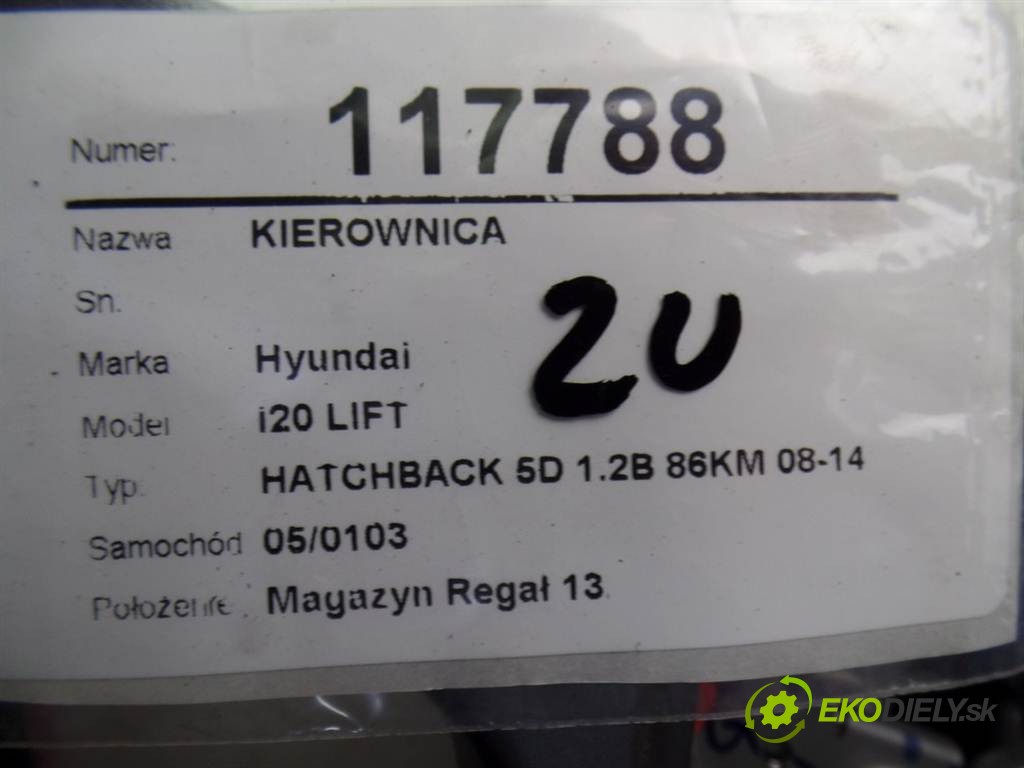 Numer: 117788
Nazwa KIEROWNICA
Sn.
2U
Marka Hyundai
Model i20 LIFT
Typ. HATCHBACK 5D 1.2B 86KM 08-14
Samochód 05/0103
Położenie Magazyn Regał 13
EKODIELY.sk